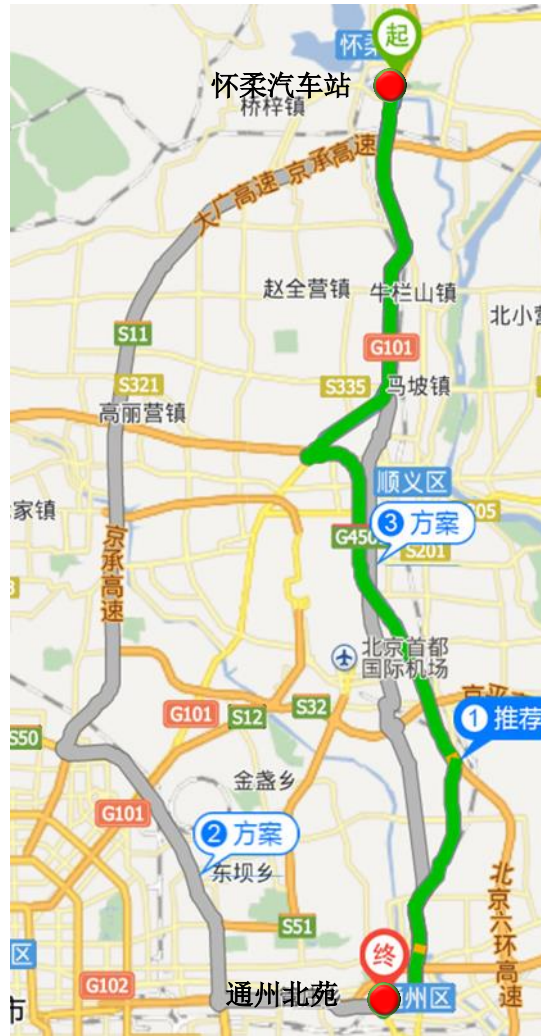 起
怀柔
怀柔汽车站
桥梓镇
大广高速 京承高速
赵全营镇
牛栏山镇
北小营
S11
G101
S321
S335
马坡镇
高丽营镇
顺义区
家镇
3 方案
G450
S201
京承高速
北京首都
国际机场
京平
G101
S12
S32
1 推荐
S50
金盏乡
G101
2 方案
东坝乡
北京六环高速
S51
终
区
G102
通州北苑
通州区
市